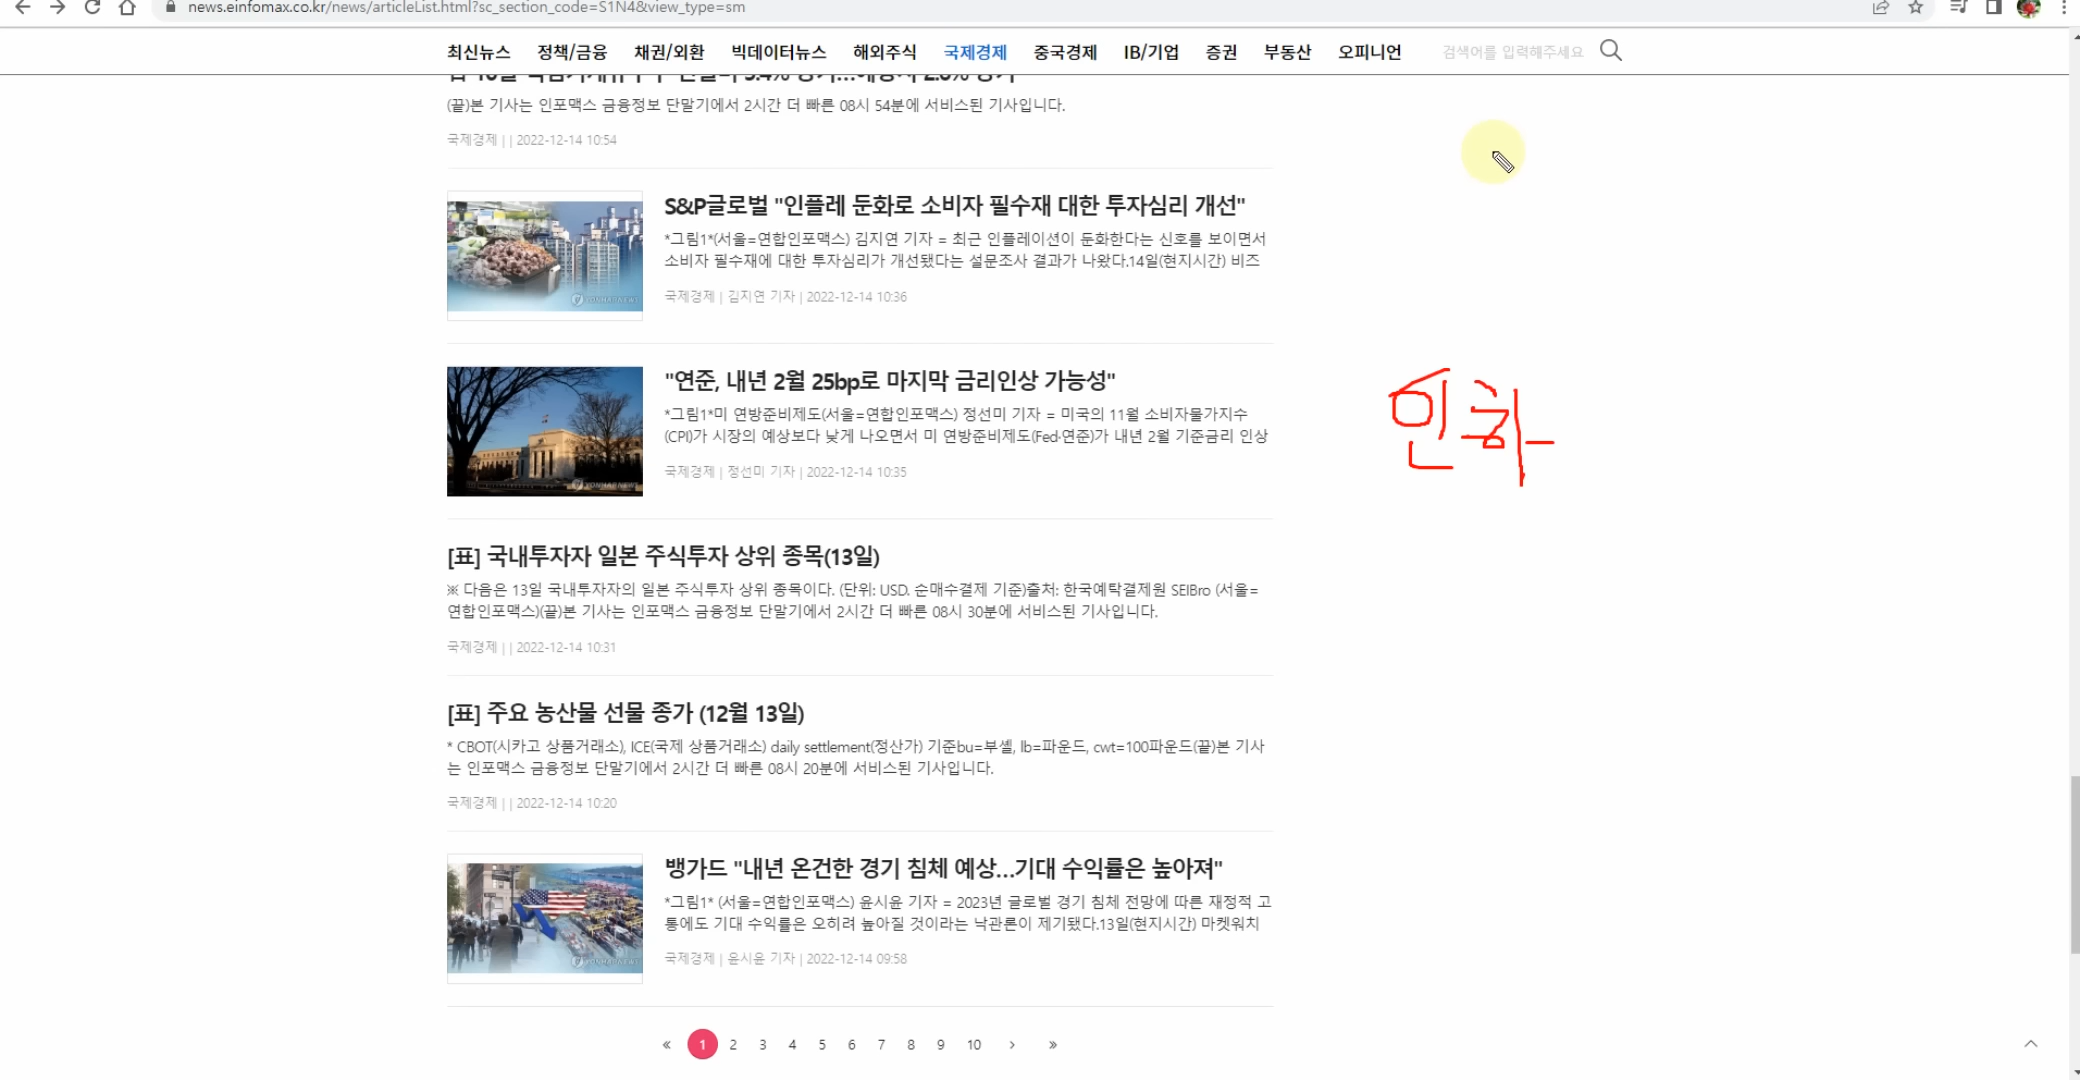 news.einfomax.co.kr/news/articleList.html?sc_section_code=S1N4&view_type=sm
최신뉴스 정책/금융 채권/외환 빅데이터뉴스 해외주식 국제경제 중국경제 IB/기업 증권 부동산 오피니언 검색어를 입력해주세요
(끝)본 기사는 인포맥스 금융정보 단말기에서 2시간 더 빠른 08시 54분에 서비스된 기사입니다.
국제경제 | | 2022-12-14 10:54
S&P글로벌 "인플레 둔화로 소비자 필수재 대한 투자심리 개선"
*그림1*(서울=연합인포맥스) 김지연 기자 = 최근 인플레이션이 둔화한다는 신호를 보이면서
소비자 필수재에 대한 투자심리가 개선됐다는 설문조사 결과가 나왔다.14일(현지시간) 비즈
YONHAP NEWS
국제경제 | 김지연 기자 | 2022-12-14 10:36
"연준, 내년 2월 25bp로 마지막 금리인상 가능성"
*그림1*미 연방준비제도(서울=연합인포맥스) 정선미 기자 = 미국의 11월 소비자물가지수
(CPI)가 시장의 예상보다 낮게 나오면서 미 연방준비제도(Fed·연준)가 내년 2월 기준금리 인상
국제경제 | 정선미 기자 | 2022-12-14 10:35
YONHAP NEWS
[표] 국내투자자 일본 주식투자 상위 종목(13일)
※ 다음은 13일 국내투자자의 일본 주식투자 상위 종목이다. (단위: USD. 순매수결제 기준)출처: 한국예탁결제원 SEIBro (서울=
연합인포맥스)(끝)본 기사는 인포맥스 금융정보 단말기에서 2시간 더 빠른 08시 30분에 서비스된 기사입니다.
국제경제 | | 2022-12-14 10:31
[표] 주요 농산물 선물 종가 (12월 13일)
* CBOT(시카고 상품거래소), ICE(국제 상품거래소) daily settlement(정산가) 기준bu=부셸, lb=파운드, cwt=100파운드(끝)본 기사
는 인포맥스 금융정보 단말기에서 2시간 더 빠른 08시 20분에 서비스된 기사입니다.
국제경제 | | 2022-12-14 10:20
뱅가드 "내년 온건한 경기 침체 예상...기대 수익률은 높아져"
*그림1* (서울=연합인포맥스) 윤시윤 기자 = 2023년 글로벌 경기 침체 전망에 따른 재정적 고
통에도 기대 수익률은 오히려 높아질 것이라는 낙관론이 제기됐다.13일(현지시간) 마켓워치
국제경제 | 윤시윤 기자 | 2022-12-14 09:58
YONHAP NEWS
« 1 2 3 4 5 6 7 8 9 10 › »